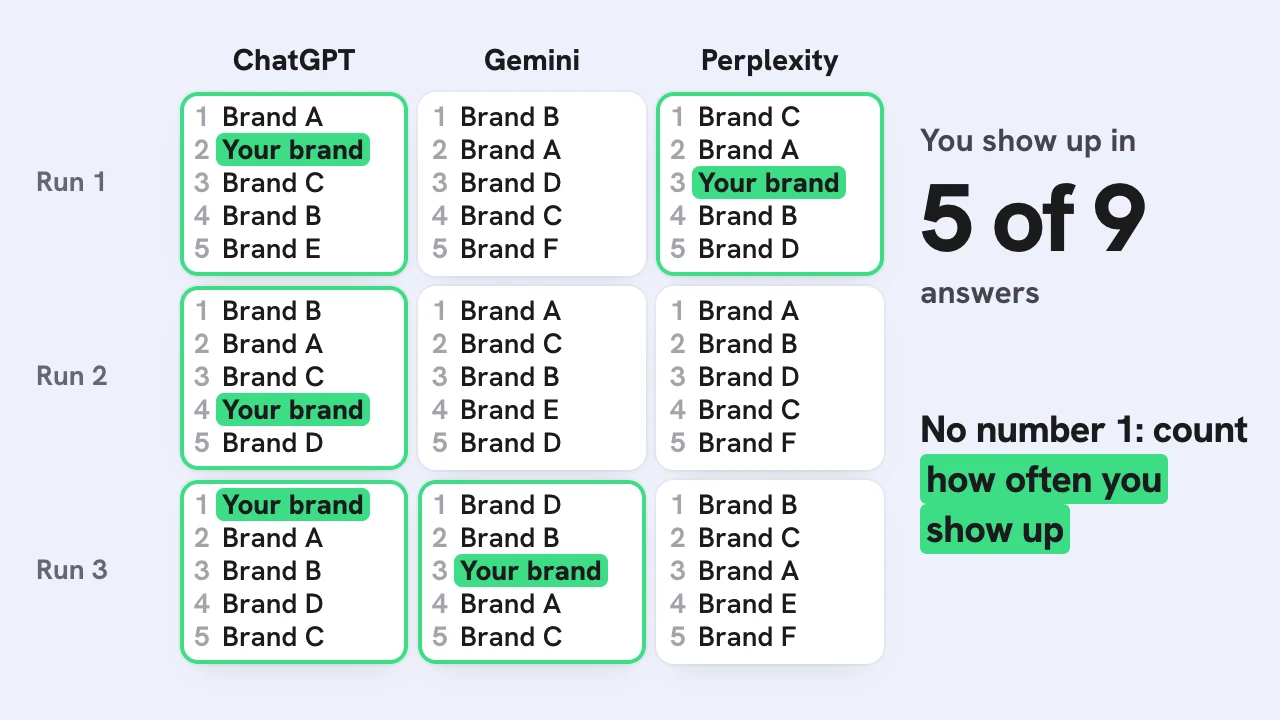 ChatGPT
Gemini
Perplexity
Run 1
1 Brand A
2 Your brand
3 Brand C
4 Brand B
5 Brand E
1 Brand B
2 Brand A
3 Brand D
4 Brand C
5 Brand F
1 Brand C
2 Brand A
3 Your brand
4 Brand B
5 Brand D
Run 2
1 Brand B
2 Brand A
3 Brand C
4 Your brand
5 Brand D
1 Brand A
2 Brand C
3 Brand B
4 Brand E
5 Brand D
1 Brand A
2 Brand B
3 Brand D
4 Brand C
5 Brand F
Run 3
1 Your brand
2 Brand A
3 Brand B
4 Brand D
5 Brand C
1 Brand D
2 Brand B
3 Your brand
4 Brand A
5 Brand C
1 Brand B
2 Brand C
3 Brand A
4 Brand E
5 Brand F
You show up in
5 of 9
answers
No number 1: count
how often you
show up